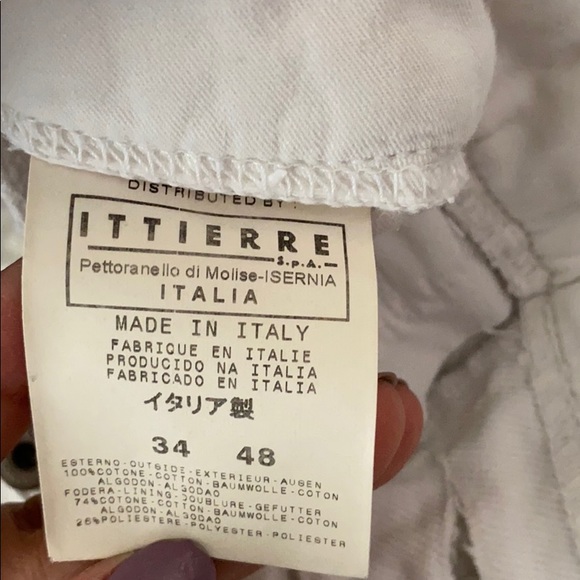 DISTRIBUTED BY :
ITTIERRE
S.p.A.
Pettoranello di Molise-ISERNIA
ITALIA
MADE IN ITALY
FABRIQUE EN ITALIE
PRODUCIDO NA ITALIA
FABRICADO EN ITALIA
イタリア製
34 48
ESTERNO-OUTSIDE-EXTERIEUR-AUSEN
100%COTONE-COTTON-BAUMWOLLE-COTON
ALGODON-ALGODAO
FODERA-LINING-DOUBLURE-GEFUTTER
74%COTONE-COTTON-BAUMWOLLE-COTON
ALGODON-ALGODAO
26%POLIESTERE-POLYESTER-POLIESTER